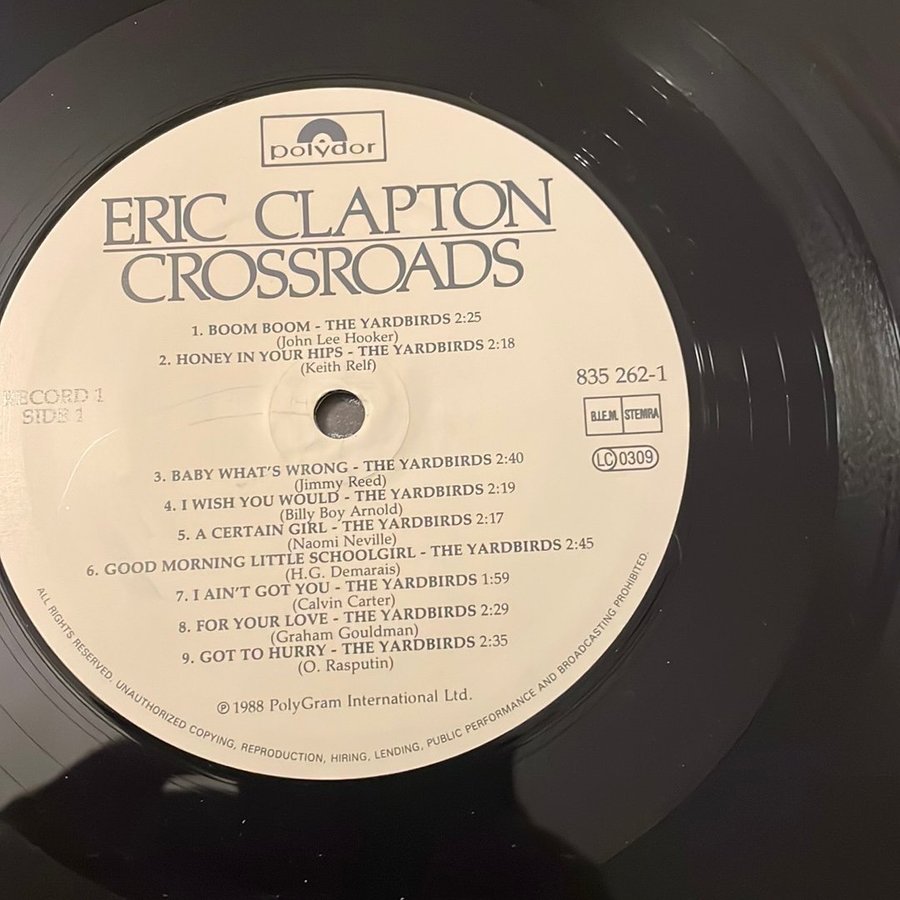 polydor
ERIC CLAPTON
CROSSROADS
1. BOOM BOOM - THE YARDBIRDS 2:25
(John Lee Hooker)
2. HONEY IN YOUR HIPS - THE YARDBIRDS 2:18
(Keith Relf)
RECORD 1
SIDE 1
835 262-1
B.I.E.M. STEMRA
LC 0309
3. BABY WHAT'S WRONG - THE YARDBIRDS 2:40
(Jimmy Reed)
4. I WISH YOU WOULD - THE YARDBIRDS 2:19
(Billy Boy Arnold)
5. A CERTAIN GIRL - THE YARDBIRDS 2:17
(Naomi Neville)
6. GOOD MORNING LITTLE SCHOOLGIRL - THE YARDBIRDS 2:45
(H.G. Demarais)
7. I AIN'T GOT YOU - THE YARDBIRDS 1:59
(Calvin Carter)
8. FOR YOUR LOVE - THE YARDBIRDS 2:29
(Graham Gouldman)
9. GOT TO HURRY - THE YARDBIRDS 2:35
(O. Rasputin)
℗ 1988 PolyGram International Ltd.
ALL RIGHTS RESERVED. UNAUTHORIZED COPYING, REPRODUCTION, HIRING, LENDING, PUBLIC PERFORMANCE AND BROADCASTING PROHIBITED.